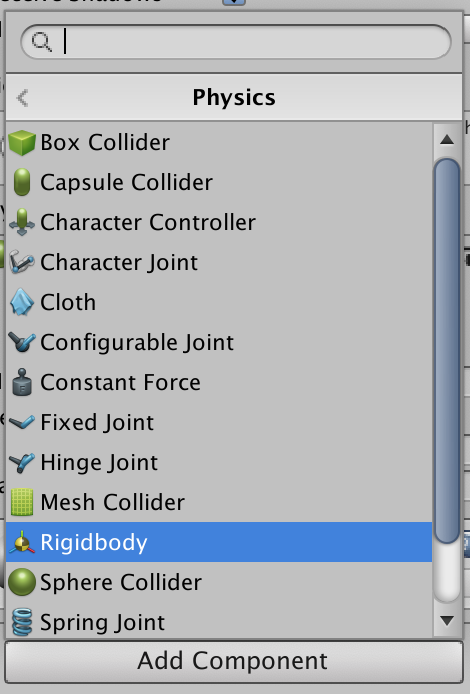 Physics
Box Collider
Capsule Collider
Character Controller
Character Joint
Cloth
Configurable Joint
Constant Force
Fixed Joint
Hinge Joint
Mesh Collider
Rigidbody
Sphere Collider
Spring Joint
Add Component